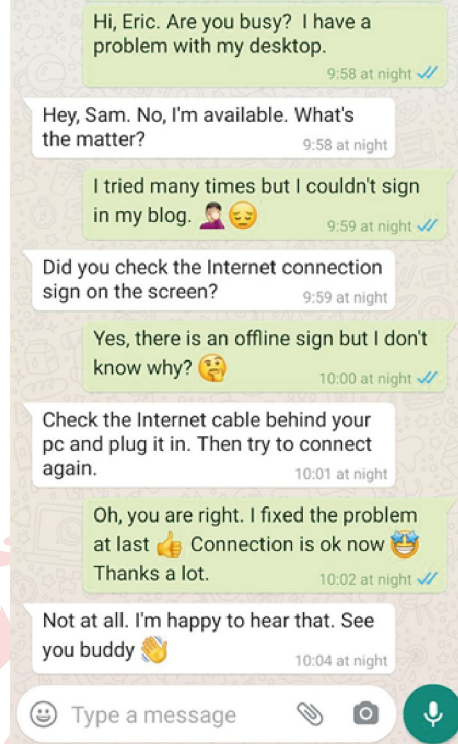 Hi, Eric. Are you busy? I have a
problem with my desktop.
9:58 at night
Hey, Sam. No, I'm available. What's
the matter?
9:58 at night
I tried many times but I couldn't sign
in my blog. 🤦🏻‍♂️😔
9:59 at night
Did you check the Internet connection
sign on the screen?
9:59 at night
Yes, there is an offline sign but I don't
know why? 🤔
10:00 at night
Check the Internet cable behind your
pc and plug it in. Then try to connect
again.
10:01 at night
Oh, you are right. I fixed the problem
at last 👍 Connection is ok now 🤩
Thanks a lot.
10:02 at night
Not at all. I'm happy to hear that. See
you buddy 👋
10:04 at night
Type a message